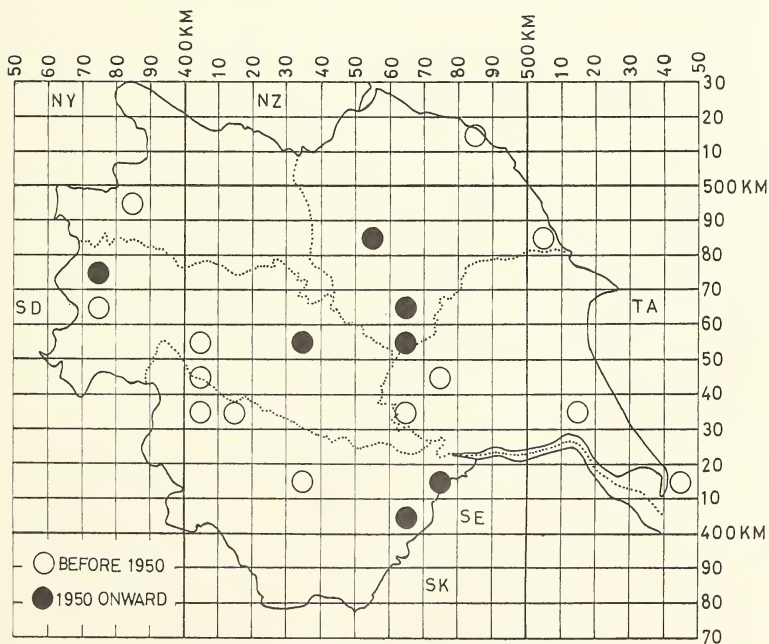 50 60 70 80 90 400KM 10 20 30 40 50 60 70 80 90 500KM 10 20 30 40 50
NY NZ
30
20
10
500KM
90
80
70
SD TA
60
50
40
30
20
10
SE
400KM
BEFORE 1950
90
SK
1950 ONWARD
80
70